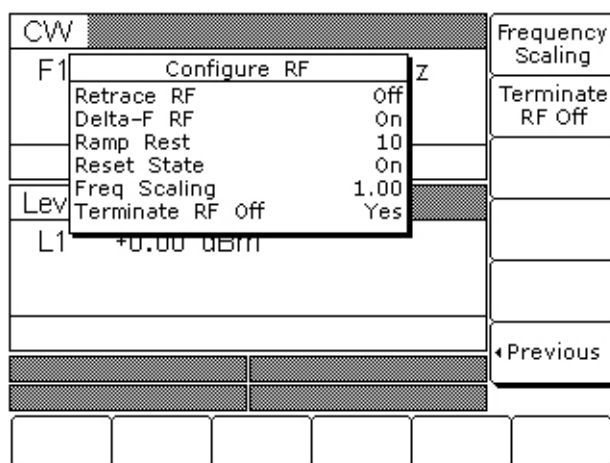 CW
F1
z
Configure RF
Retrace RF Off
Delta-F RF On
Ramp Rest 10
Reset State On
Freq Scaling 1.00
Terminate RF Off Yes
Lev
L1 +0.00 dBm
Frequency
Scaling
Terminate
RF Off
Previous